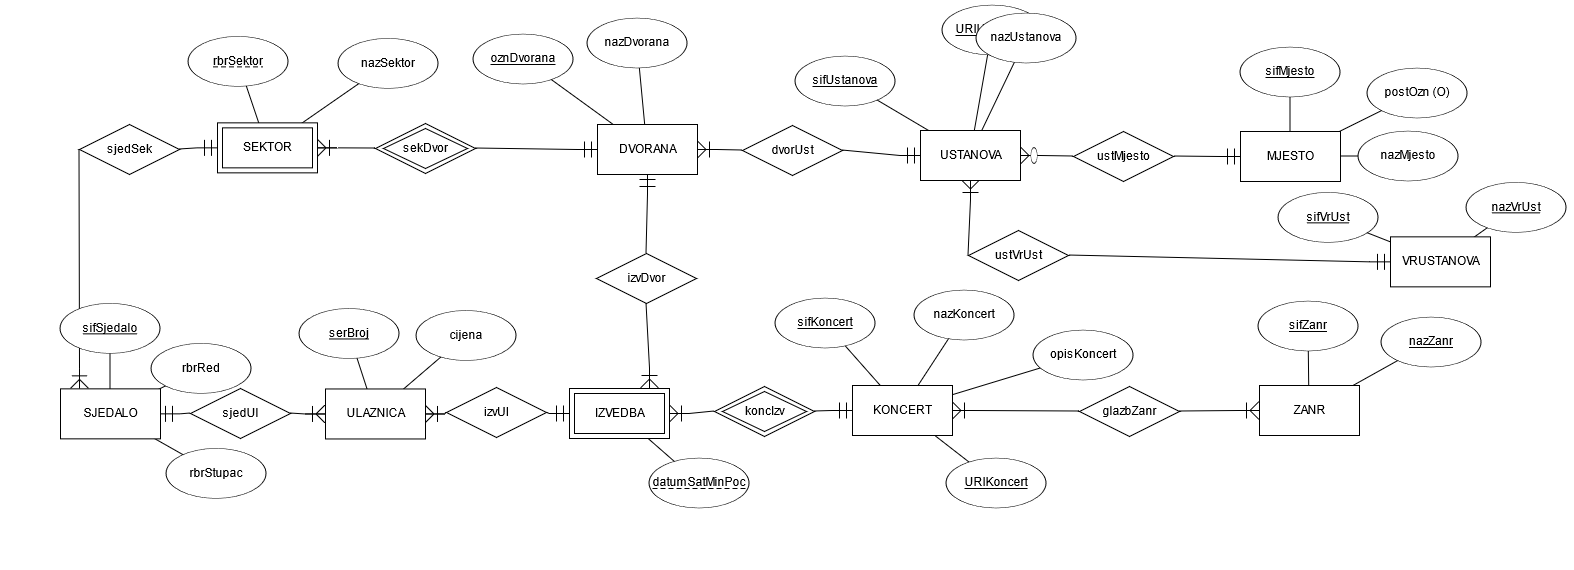 URI
nazUstanova
nazDvorana
rbrSektor
nazSektor
oznDvorana
sifUstanova
sifMjesto
postOzn (O)
sjedSek
SEKTOR
sekDvor
DVORANA
dvorUst
USTANOVA
ustMjesto
MJESTO
nazMjesto
sifVrUst
nazVrUst
ustVrUst
VRUSTANOVA
izvDvor
sifSjedalo
serBroj
cijena
sifKoncert
nazKoncert
sifZanr
nazZanr
opisKoncert
rbrRed
SJEDALO
sjedUl
ULAZNICA
izvUl
IZVEDBA
koncIzv
KONCERT
glazbZanr
ZANR
rbrStupac
datumSatMinPoc
URIKoncert